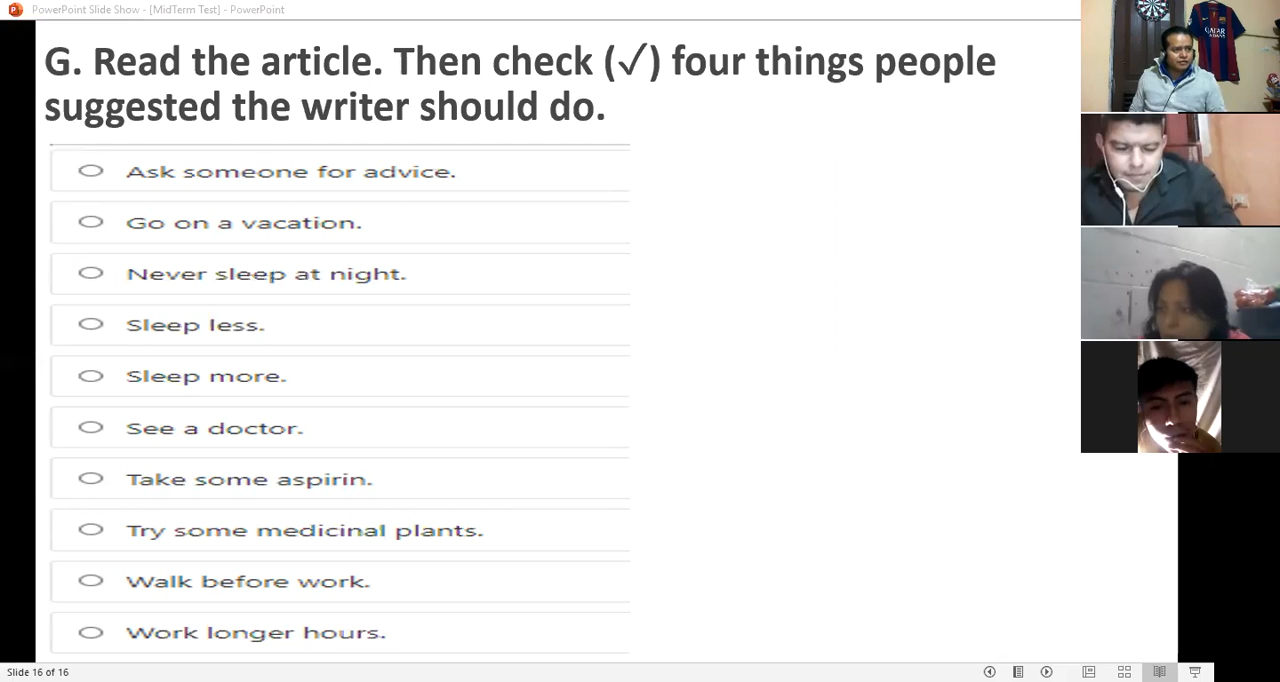 PowerPoint Slide Show - [MidTerm Test] - PowerPoint
G. Read the article. Then check (✓) four things people
suggested the writer should do.
Ask someone for advice.
Go on a vacation.
Never sleep at night.
Sleep less.
Sleep more.
See a doctor.
Take some aspirin.
Try some medicinal plants.
Walk before work.
Work longer hours.
QATAR
Slide 16 of 16